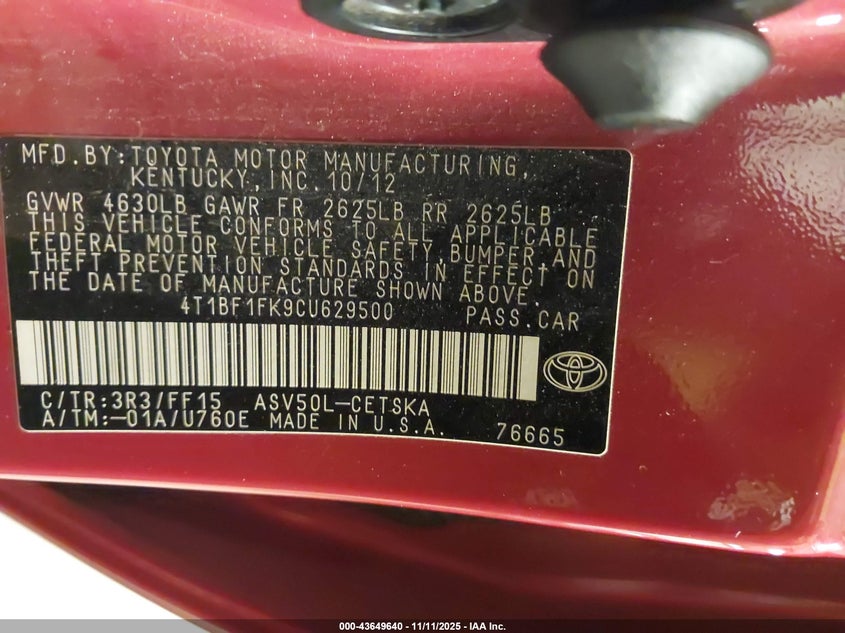 MFD.BY:TOYOTA MOTOR MANUFACTURING,
KENTUCKY,INC.10/12
GVWR 4630LB GAWR FR 2625LB RR 2625LB
THIS VEHICLE CONFORMS TO ALL APPLICABLE
FEDERAL MOTOR VEHICLE SAFETY,BUMPER,AND
THEFT PREVENTION STANDARDS IN EFFECT ON
THE DATE OF MANUFACTURE SHOWN ABOVE.
4T1BF1FK9CU629500 PASS.CAR
C/TR:3R3/FF15 ASV50L-CETSKA
A/TM:-01A/U760E MADE IN U.S.A. 76665
000-43649640 - 11/11/2025 - IAA Inc.